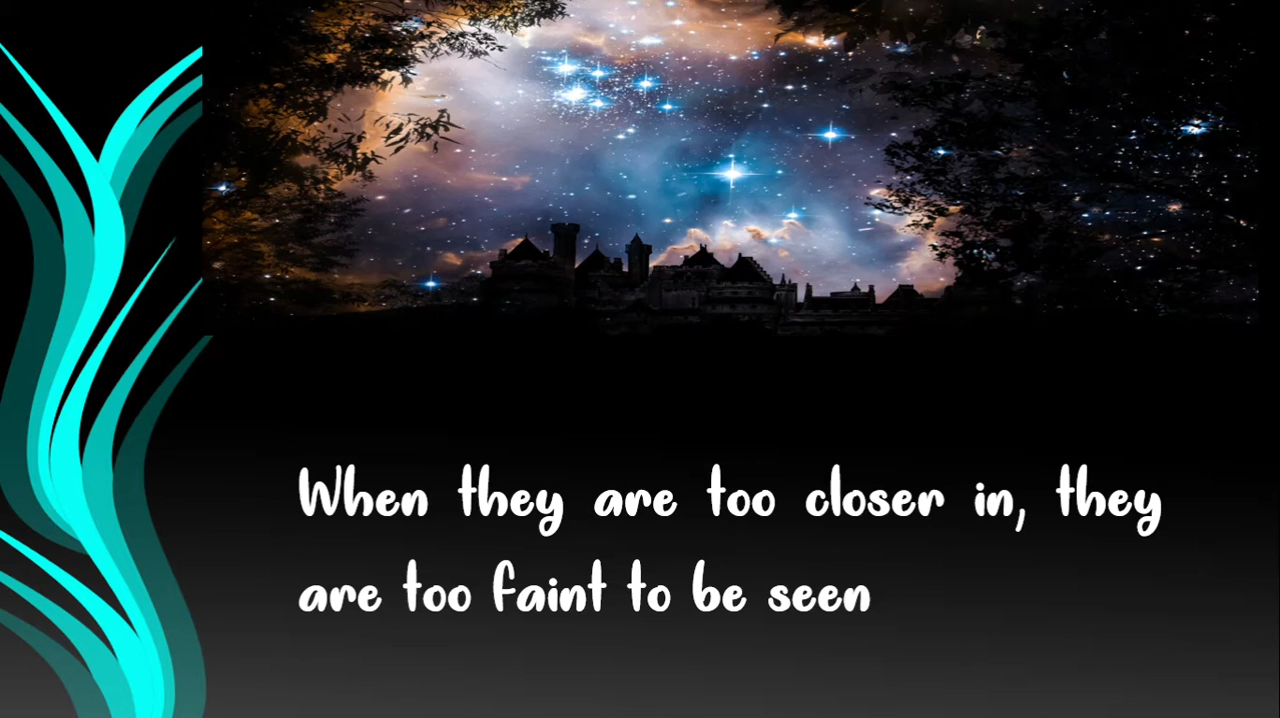 When they are too closer in, they
are too faint to be seen